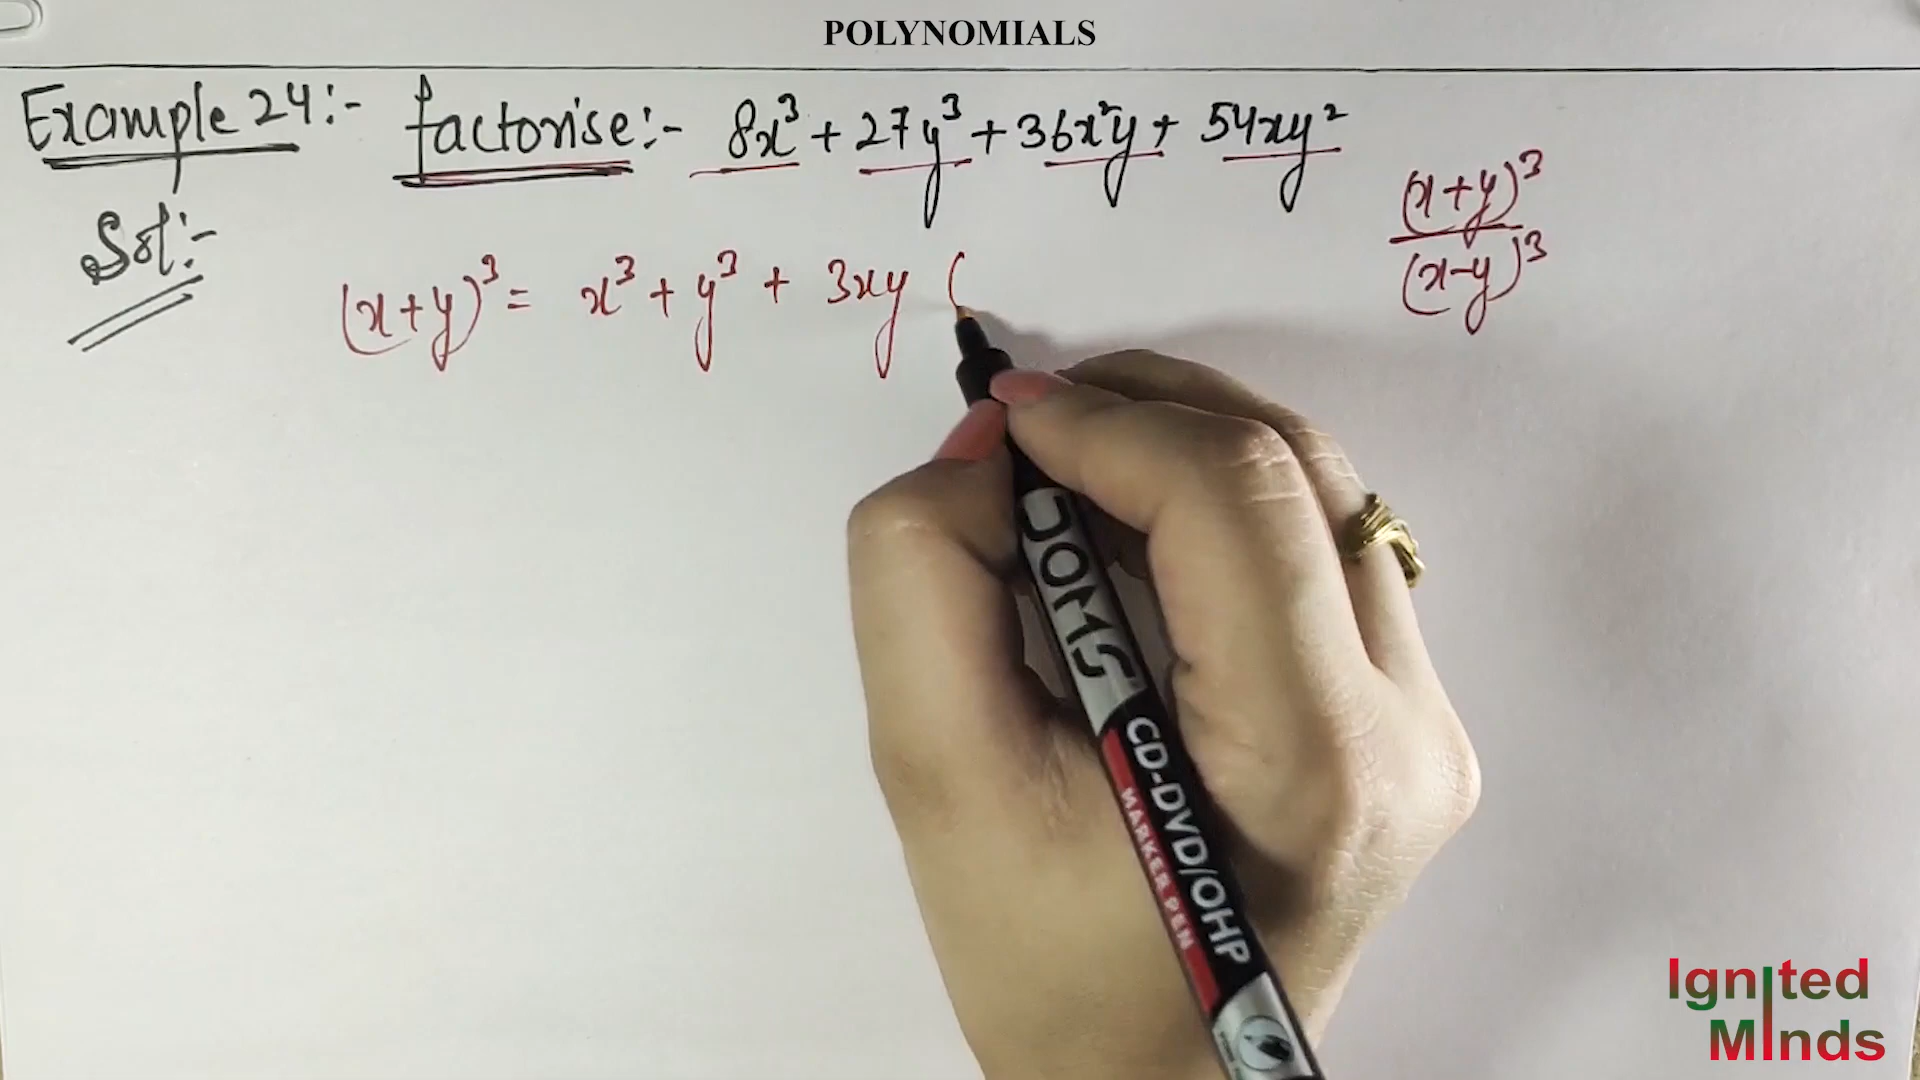 POLYNOMIALS
Example 24:- factorise:- 8x³ + 27y³ + 36x²y + 54xy²
Sol:-
(x+y)³ = x³ + y³ + 3xy (
(x+y)³
(x-y)³
DOMS
CD-DVD/OHP
MARKER PEN
Ignited
Minds